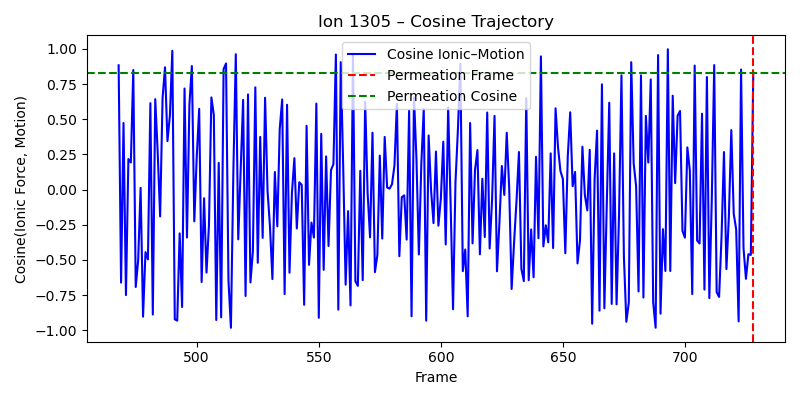 Ion 1305 – Cosine Trajectory
Cosine Ionic–Motion
Permeation Frame
Permeation Cosine
Cosine(Ionic Force, Motion)
1.00
0.75
0.50
0.25
0.00
−0.25
−0.50
−0.75
−1.00
500
550
600
650
700
Frame